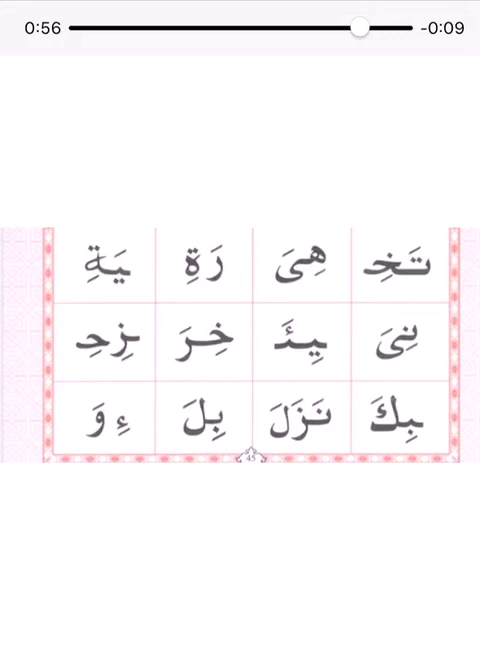 0:56 -0:09
تَخِ هِىَ رَةِ يَةِ
نِىَ يِئَ خِرَ زِحِ
بِكَ نَزَلَ بِلَ ءِ وَ
45